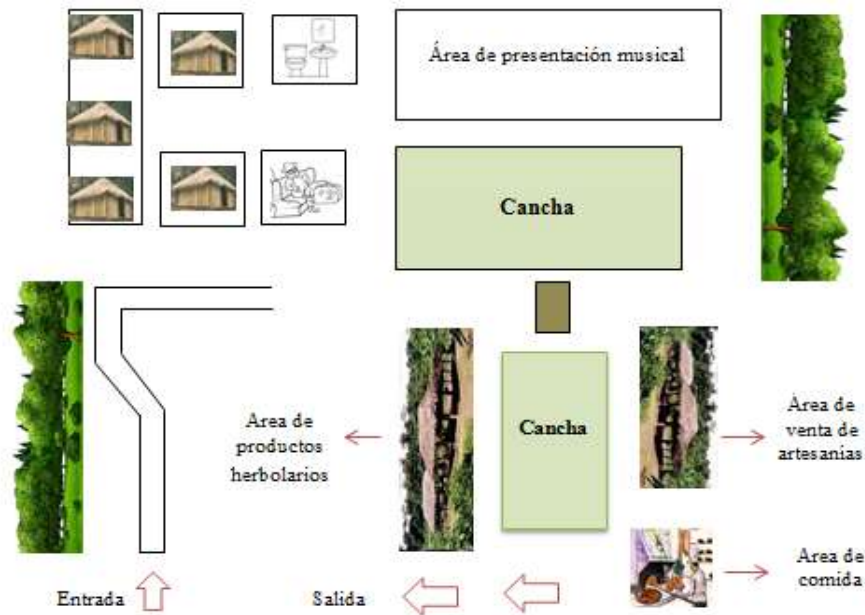 Área de presentación musical
Cancha
Cancha
Area de
productos
herbolarios
Área de
venta de
artesanías
Area de
comida
Entrada
Salida